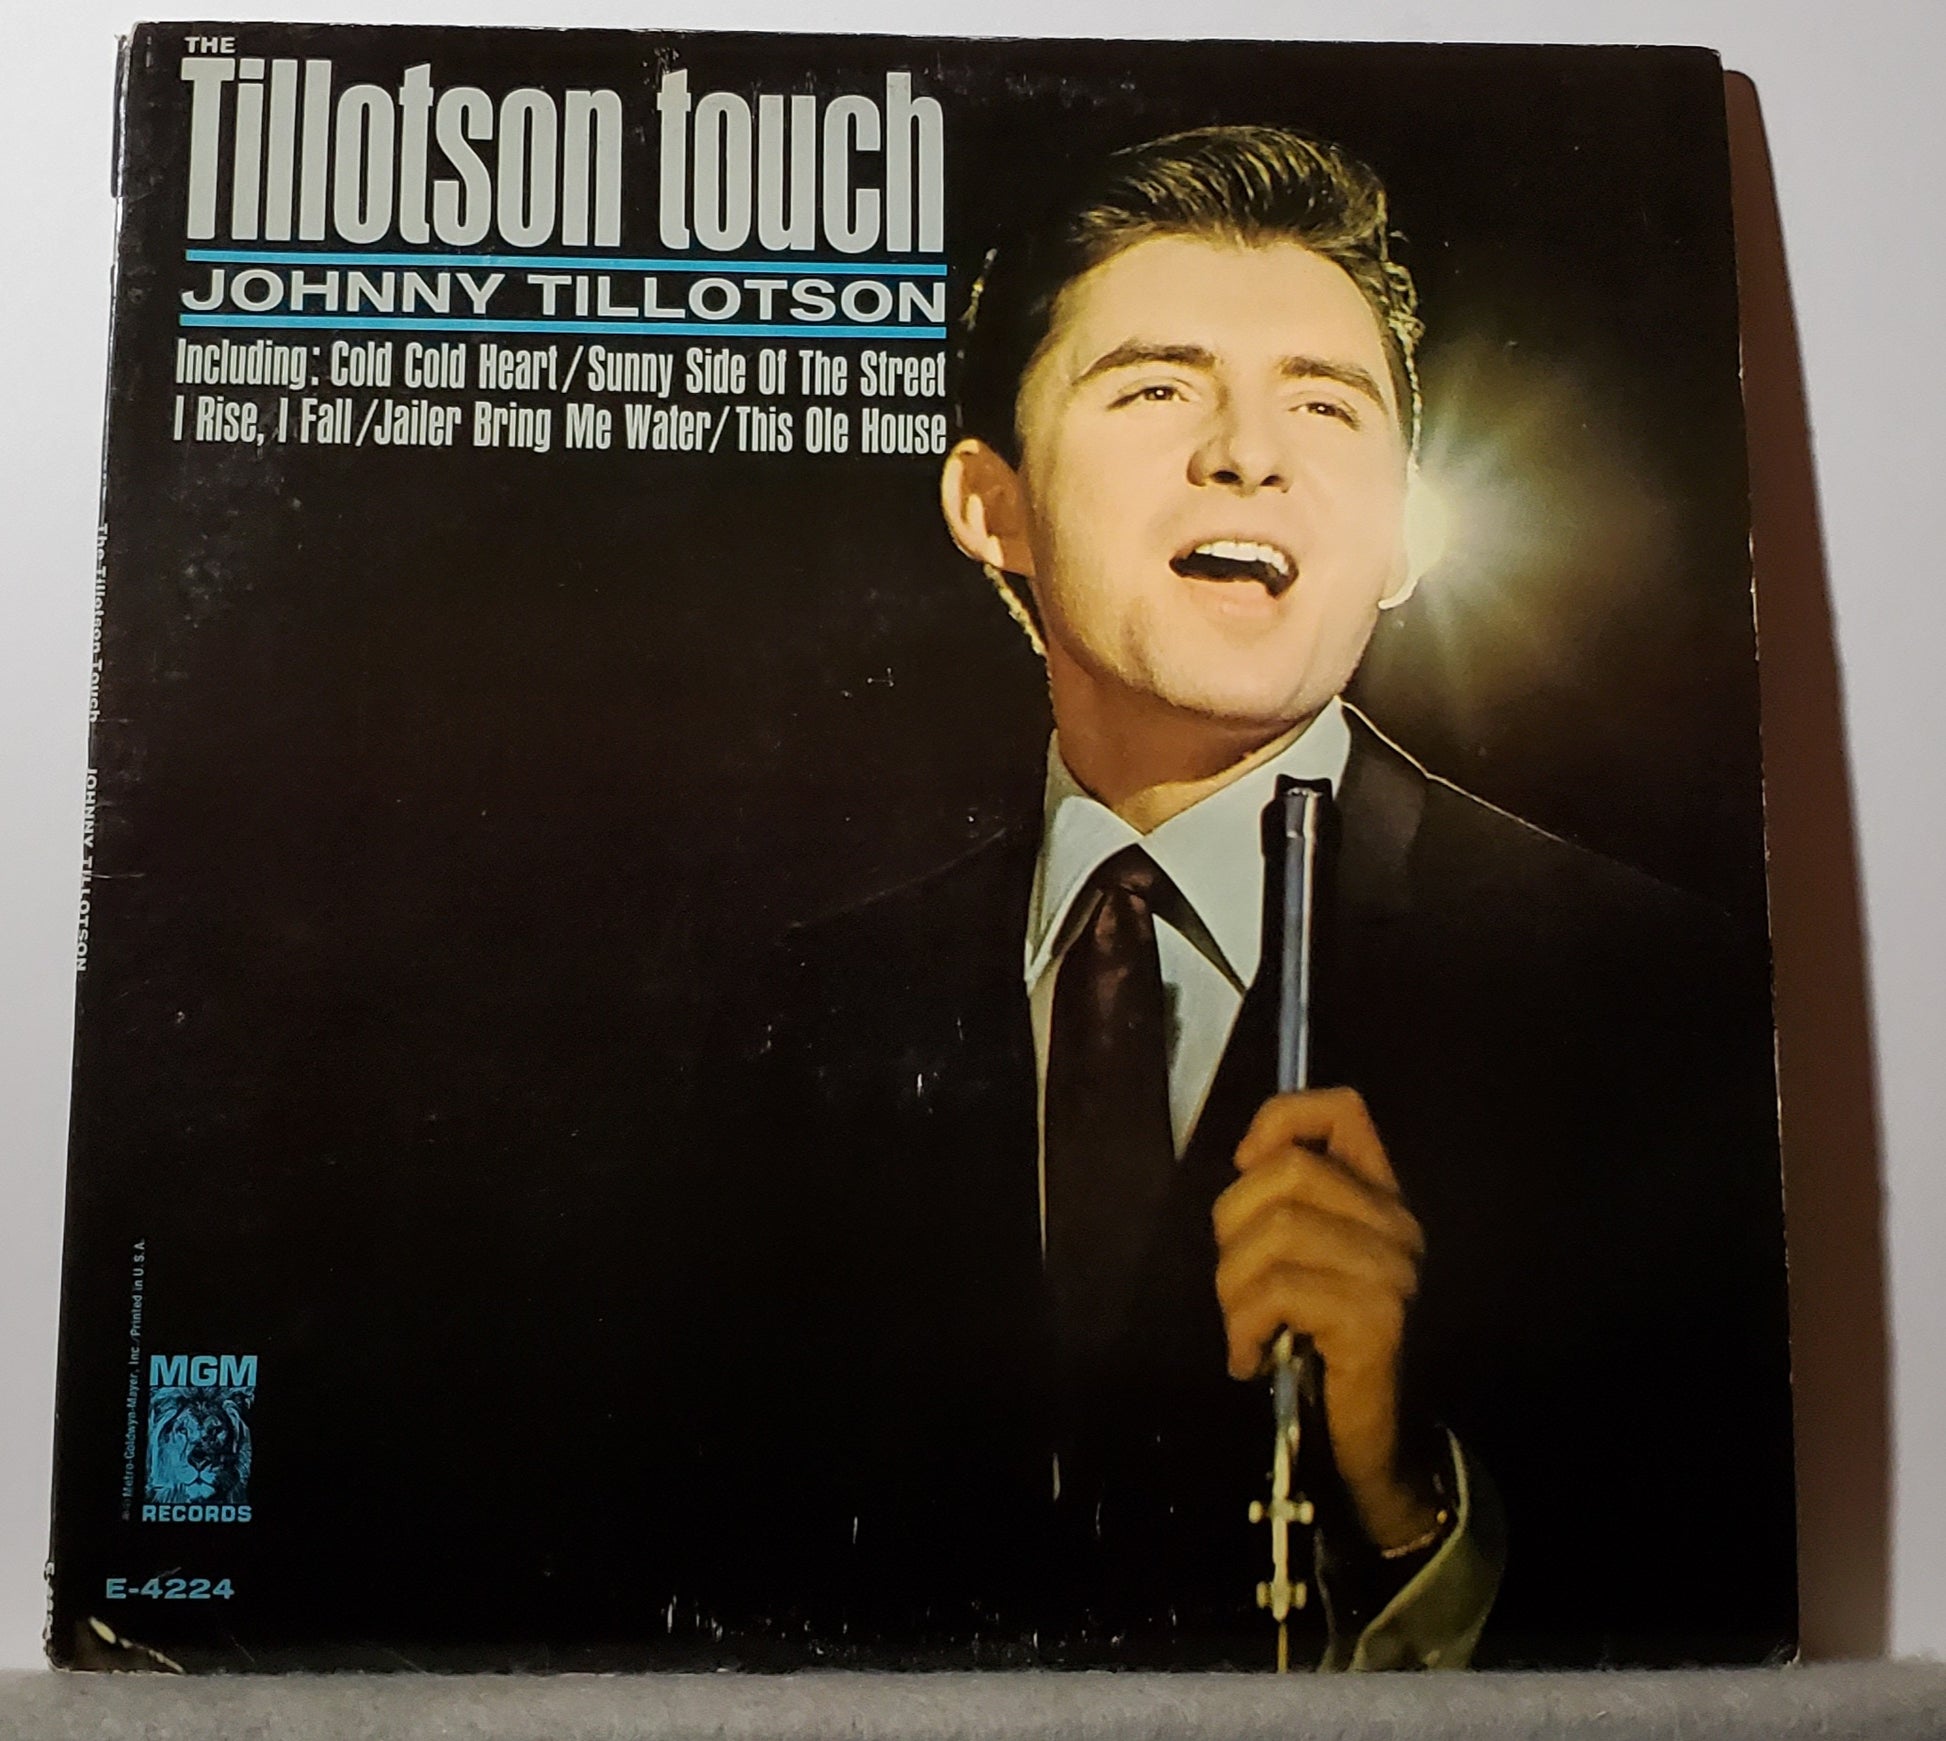 THE
Tillotson touch
JOHNNY TILLOTSON
Including: Cold Cold Heart / Sunny Side Of The Street
I Rise, I Fall / Jailer Bring Me Water / This Ole House
The Tillotson Touch JOHNNY TILLOTSON
Metro-Goldwyn-Mayer, Inc./Printed in U.S.A.
MGM
RECORDS
E-4224